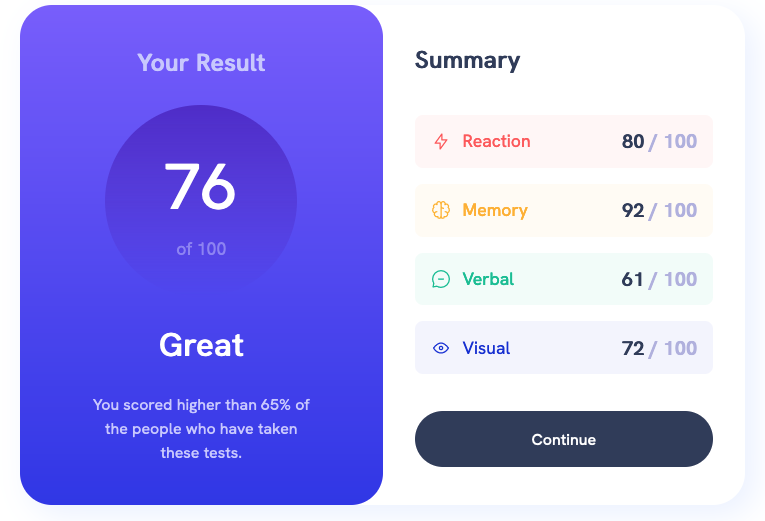 Your Result
76
of 100
Great
You scored higher than 65% of
the people who have taken
these tests.
Summary
Reaction 80 / 100
Memory 92 / 100
Verbal 61 / 100
Visual 72 / 100
Continue